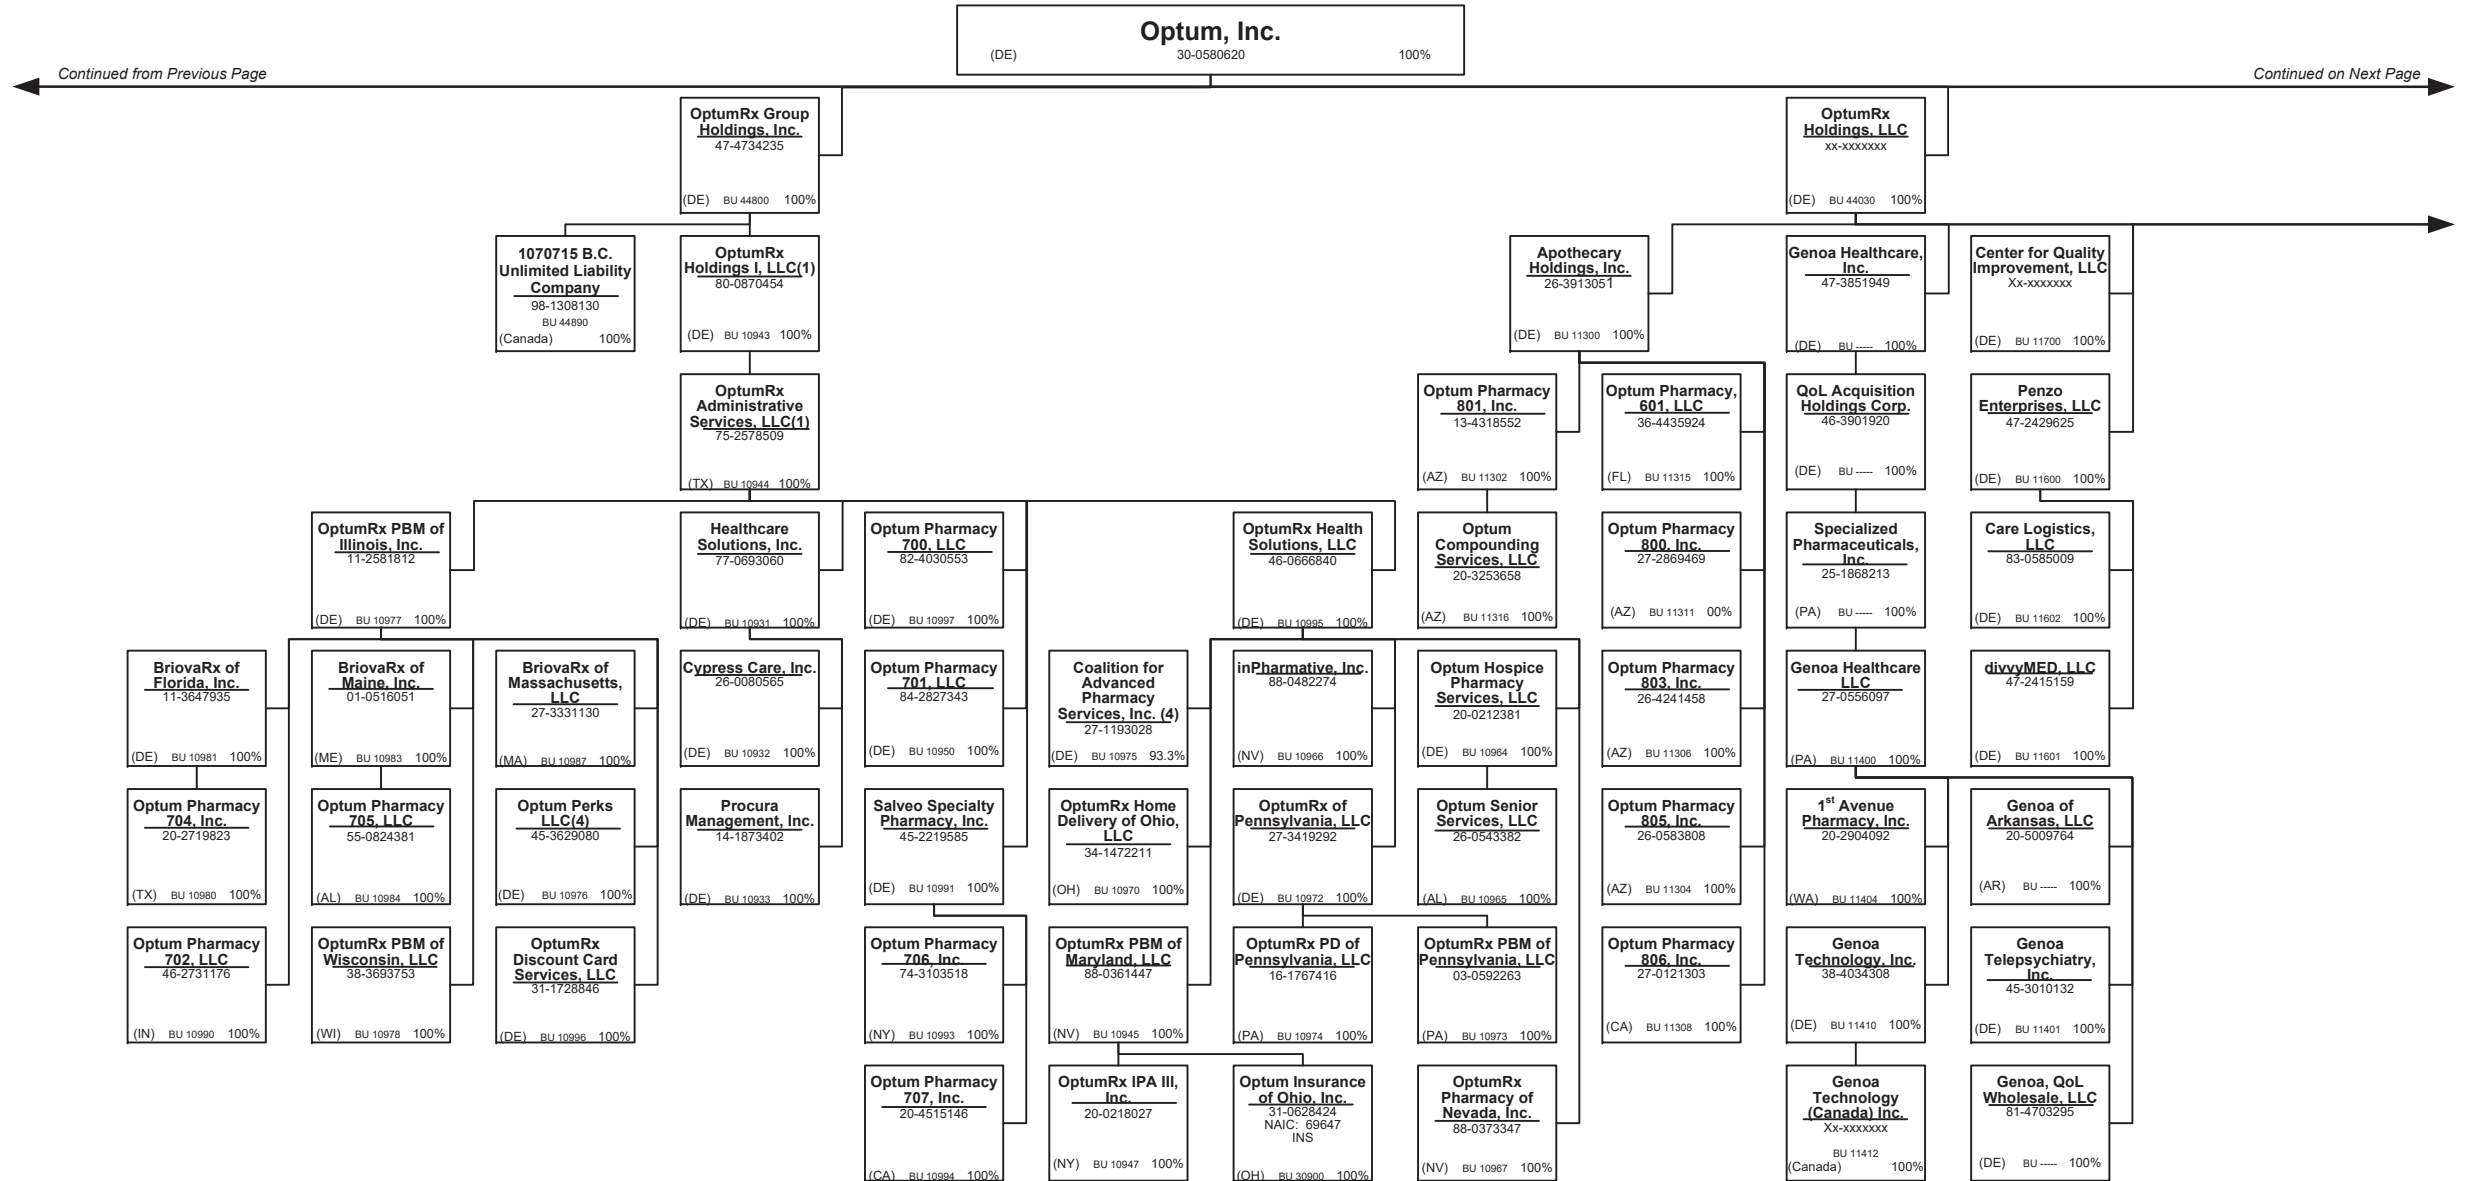 Optum, Inc.
(DE) 30-0580620 100%
Continued from Previous Page
Continued on Next Page
OptumRx Group
Holdings, Inc.
47-4734235
(DE) BU 44800 100%
OptumRx
Holdings, LLC
xx-xxxxxxx
(DE) BU 44030 100%
1070715 B.C.
Unlimited Liability
Company
98-1308130
BU 44890
(Canada) 100%
OptumRx
Holdings I, LLC(1)
80-0870454
(DE) BU 10943 100%
Apothecary
Holdings, Inc.
26-3913051
(DE) BU 11300 100%
Genoa Healthcare,
Inc.
47-3851949
(DE) BU ----- 100%
Center for Quality
Improvement, LLC
Xx-xxxxxxx
(DE) BU 11700 100%
OptumRx
Administrative
Services, LLC(1)
75-2578509
(TX) BU 10944 100%
Optum Pharmacy
801, Inc.
13-4318552
(AZ) BU 11302 100%
Optum Pharmacy,
601, LLC
36-4435924
(FL) BU 11315 100%
QoL Acquisition
Holdings Corp.
46-3901920
(DE) BU ----- 100%
Penzo
Enterprises, LLC
47-2429625
(DE) BU 11600 100%
OptumRx PBM of
Illinois, Inc.
11-2581812
(DE) BU 10977 100%
Healthcare
Solutions, Inc.
77-0693060
(DE) BU 10931 100%
Optum Pharmacy
700, LLC
82-4030553
(DE) BU 10997 100%
OptumRx Health
Solutions, LLC
46-0666840
(DE) BU 10995 100%
Optum
Compounding
Services, LLC
20-3253658
(AZ) BU 11316 100%
Optum Pharmacy
800, Inc.
27-2869469
(AZ) BU 11311 00%
Specialized
Pharmaceuticals,
Inc.
25-1868213
(PA) BU ----- 100%
Care Logistics,
LLC
83-0585009
(DE) BU 11602 100%
BriovaRx of
Florida, Inc.
11-3647935
(DE) BU 10981 100%
BriovaRx of
Maine, Inc.
01-0516051
(ME) BU 10983 100%
BriovaRx of
Massachusetts,
LLC
27-3331130
(MA) BU 10987 100%
Cypress Care, Inc.
26-0080565
(DE) BU 10932 100%
Optum Pharmacy
701, LLC
84-2827343
(DE) BU 10950 100%
Coalition for
Advanced
Pharmacy
Services, Inc. (4)
27-1193028
(DE) BU 10975 93.3%
inPharmative, Inc.
88-0482274
(NV) BU 10966 100%
Optum Hospice
Pharmacy
Services, LLC
20-0212381
(DE) BU 10964 100%
Optum Pharmacy
803, Inc.
26-4241458
(AZ) BU 11306 100%
Genoa Healthcare
LLC
27-0556097
(PA) BU 11400 100%
divvyMED, LLC
47-2415159
(DE) BU 11601 100%
Optum Pharmacy
704, Inc.
20-2719823
(TX) BU 10980 100%
Optum Pharmacy
705, LLC
55-0824381
(AL) BU 10984 100%
Optum Perks
LLC(4)
45-3629080
(DE) BU 10976 100%
Procura
Management, Inc.
14-1873402
(DE) BU 10933 100%
Salveo Specialty
Pharmacy, Inc.
45-2219585
(DE) BU 10991 100%
OptumRx Home
Delivery of Ohio,
LLC
34-1472211
(OH) BU 10970 100%
OptumRx of
Pennsylvania, LLC
27-3419292
(DE) BU 10972 100%
Optum Senior
Services, LLC
26-0543382
(AL) BU 10965 100%
Optum Pharmacy
805, Inc.
26-0583808
(AZ) BU 11304 100%
1st Avenue
Pharmacy, Inc.
20-2904092
(WA) BU 11404 100%
Genoa of
Arkansas, LLC
20-5009764
(AR) BU ----- 100%
Optum Pharmacy
702, LLC
46-2731176
(IN) BU 10990 100%
OptumRx PBM of
Wisconsin, LLC
38-3693753
(WI) BU 10978 100%
OptumRx
Discount Card
Services, LLC
31-1728846
(DE) BU 10996 100%
Optum Pharmacy
706, Inc.
74-3103518
(NY) BU 10993 100%
OptumRx PBM of
Maryland, LLC
88-0361447
(NV) BU 10945 100%
OptumRx PD of
Pennsylvania, LLC
16-1767416
(PA) BU 10974 100%
OptumRx PBM of
Pennsylvania, LLC
03-0592263
(PA) BU 10973 100%
Optum Pharmacy
806, Inc.
27-0121303
(CA) BU 11308 100%
Genoa
Technology, Inc.
38-4034308
(DE) BU 11410 100%
Genoa
Telepsychiatry,
Inc.
45-3010132
(DE) BU 11401 100%
Optum Pharmacy
707, Inc.
20-4515146
(CA) BU 10994 100%
OptumRx IPA III,
Inc.
20-0218027
(NY) BU 10947 100%
Optum Insurance
of Ohio, Inc.
31-0628424
NAIC: 69647
INS
(OH) BU 30900 100%
OptumRx
Pharmacy of
Nevada, Inc.
88-0373347
(NV) BU 10967 100%
Genoa
Technology
(Canada) Inc.
Xx-xxxxxxx
BU 11412
(Canada) 100%
Genoa, QoL
Wholesale, LLC
81-4703295
(DE) BU ----- 100%